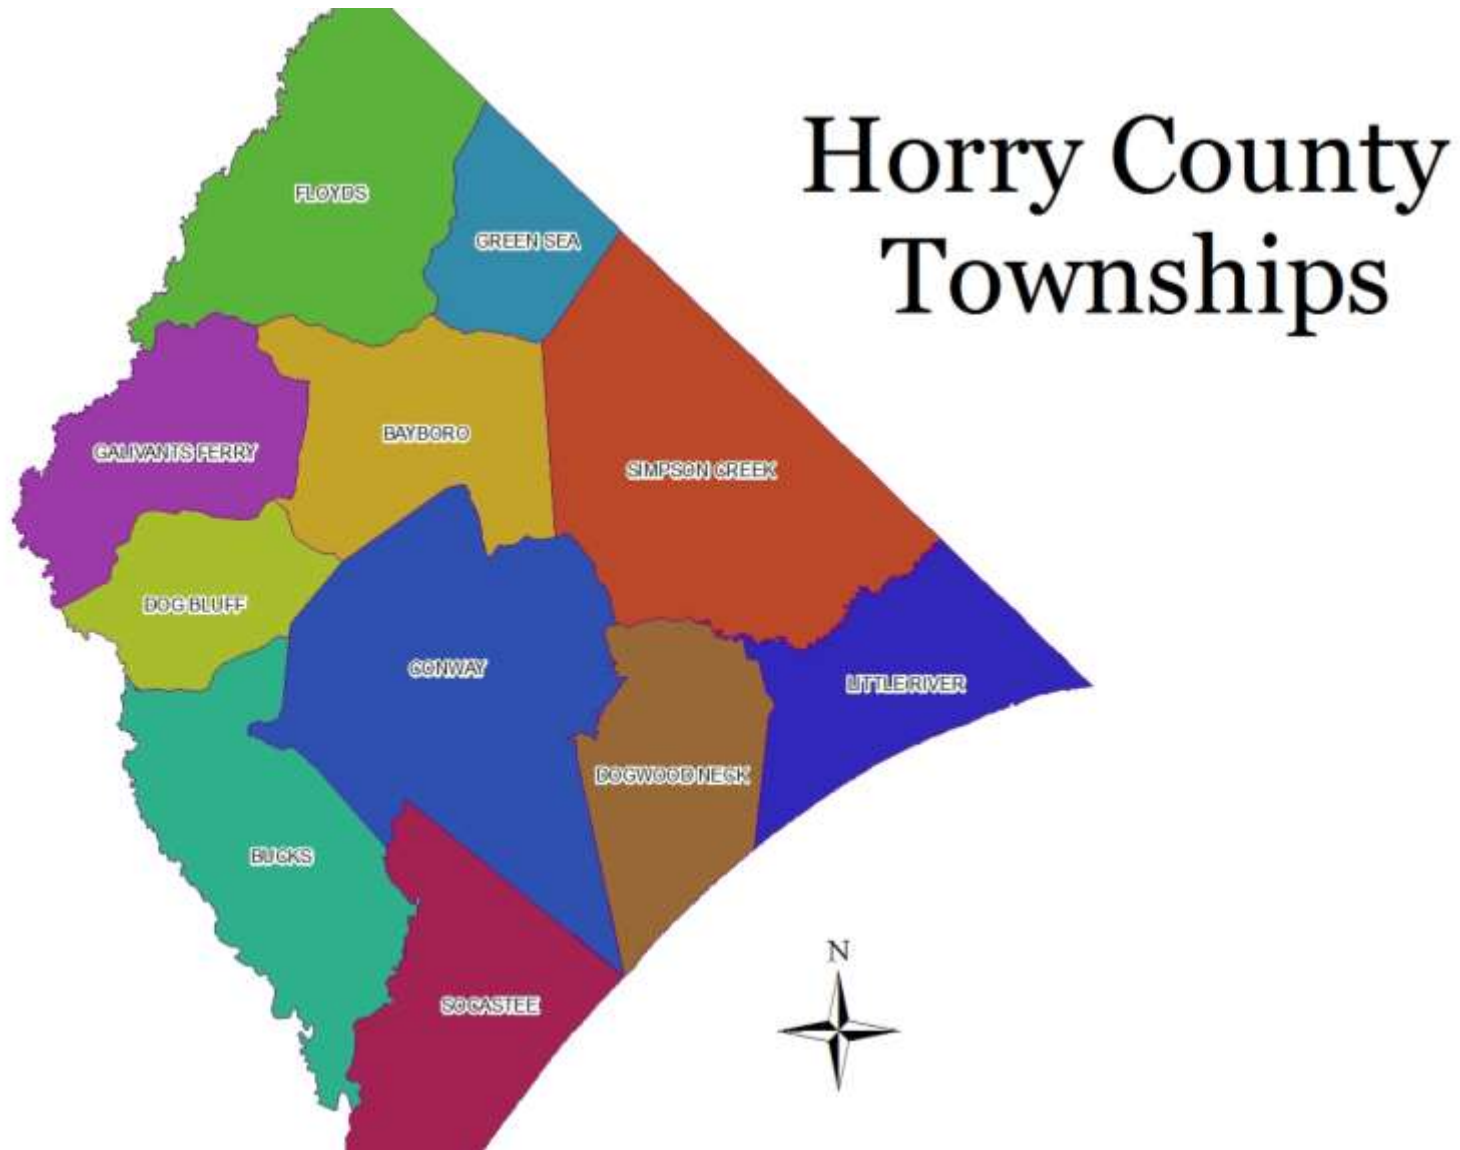 Horry County
Townships
FLOYDS
GREEN SEA
BAYBORO
GALIVANTS FERRY
SIMPSON CREEK
DOG BLUFF
CONWAY
LITTLE RIVER
DOGWOOD NECK
BUCKS
N
SOCASTEE